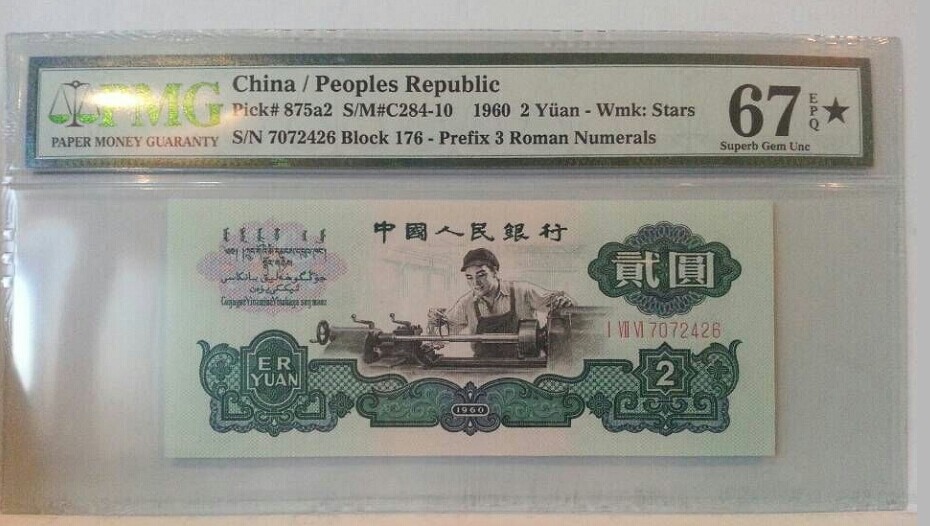 PMG
PAPER MONEY GUARANTY
China / Peoples Republic
Pick# 875a2 S/M#C284-10 1960 2 Yüan - Wmk: Stars
S/N 7072426 Block 176 - Prefix 3 Roman Numerals
67 EPQ ★
Superb Gem Unc
中國人民銀行
貳圓
I VII VI 7072426
ER
YUAN
2
1960